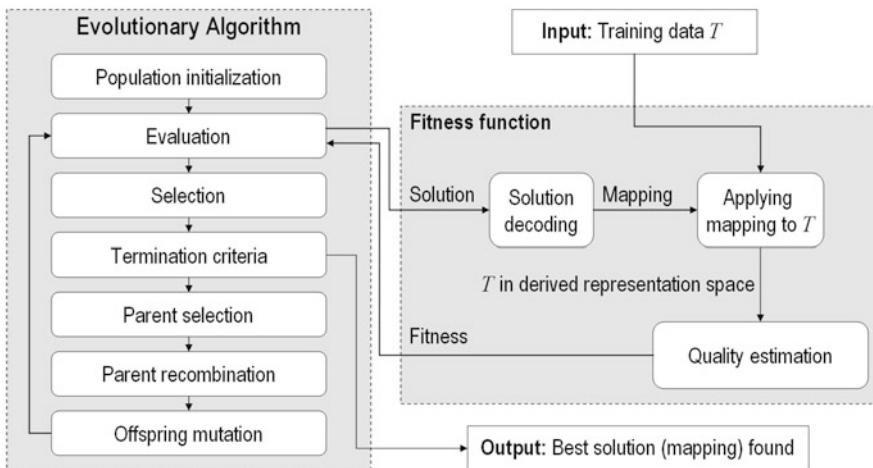 Evolutionary Algorithm
Population initialization
Evaluation
Selection
Termination criteria
Parent selection
Parent recombination
Offspring mutation
Input: Training data T
Fitness function
Solution
Solution
decoding
Mapping
Applying
mapping to T
T in derived representation space
Fitness
Quality estimation
Output: Best solution (mapping) found